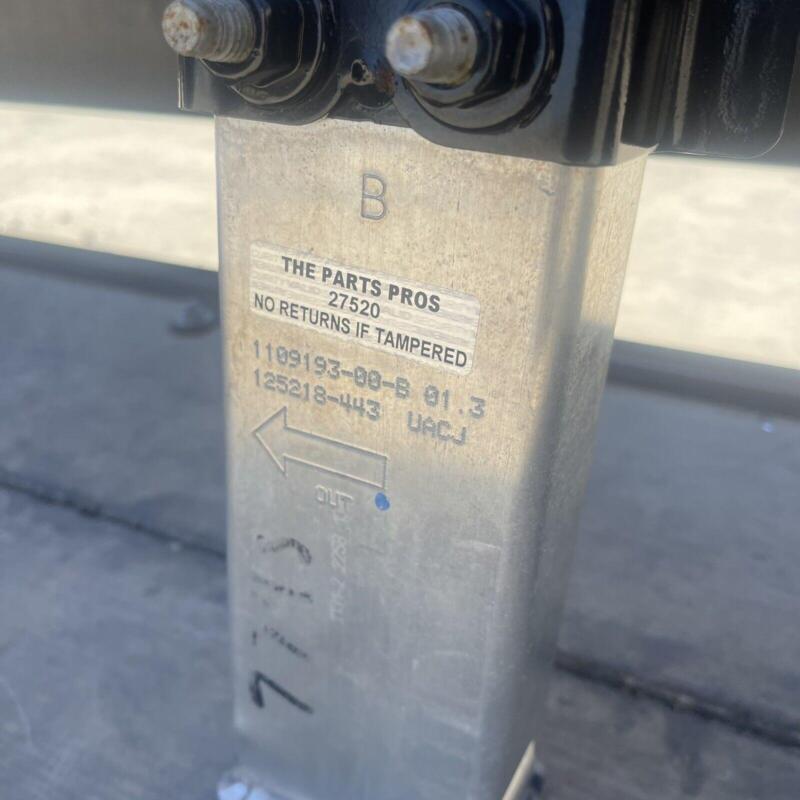 B
THE PARTS PROS
27520
NO RETURNS IF TAMPERED
1109193-00-B 01.3
125218-443 UACJ
OUT